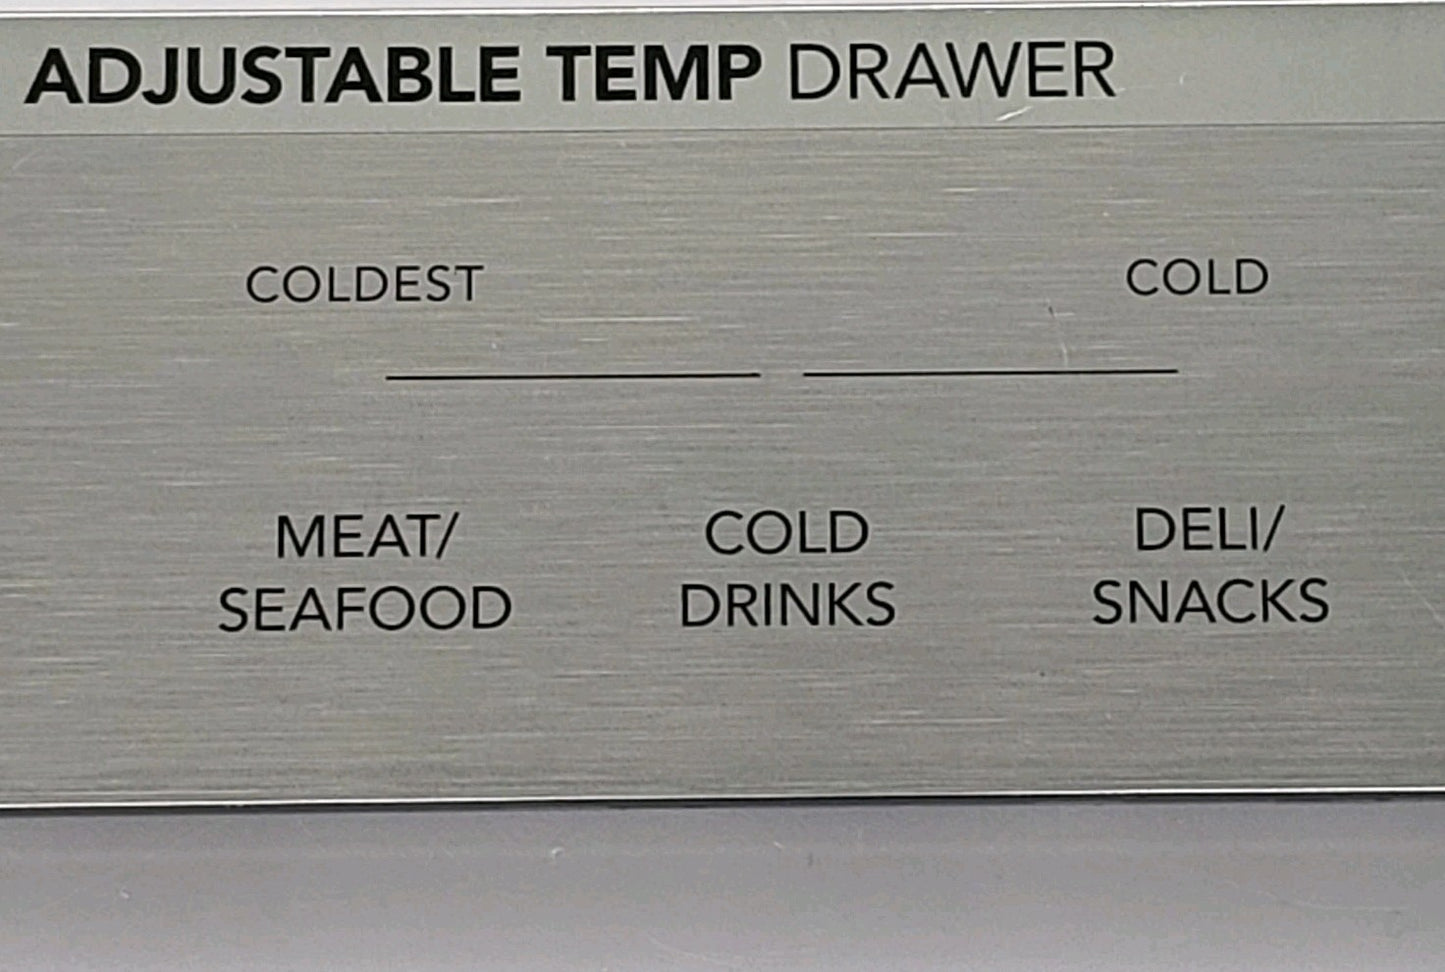 ADJUSTABLE TEMP DRAWER
COLDEST COLD
MEAT/ COLD DELI/
SEAFOOD DRINKS SNACKS